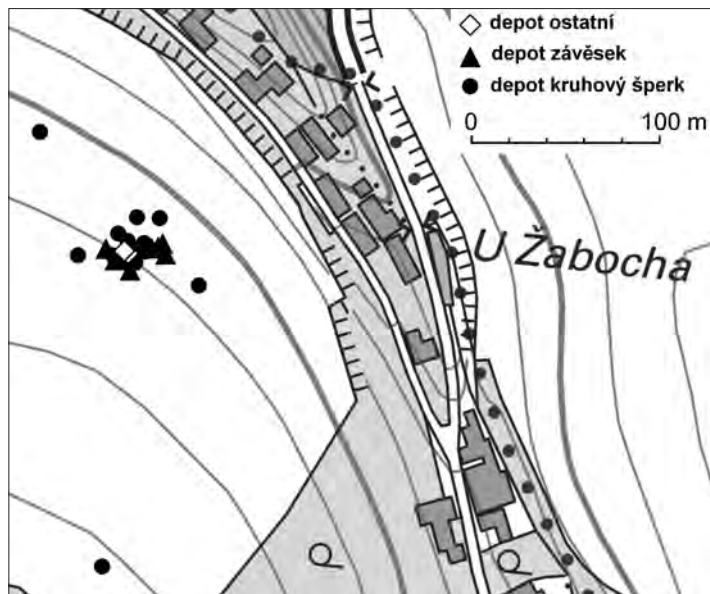 depot ostatní
depot závěsek
depot kruhový šperk
0 100 m
U Žabocha